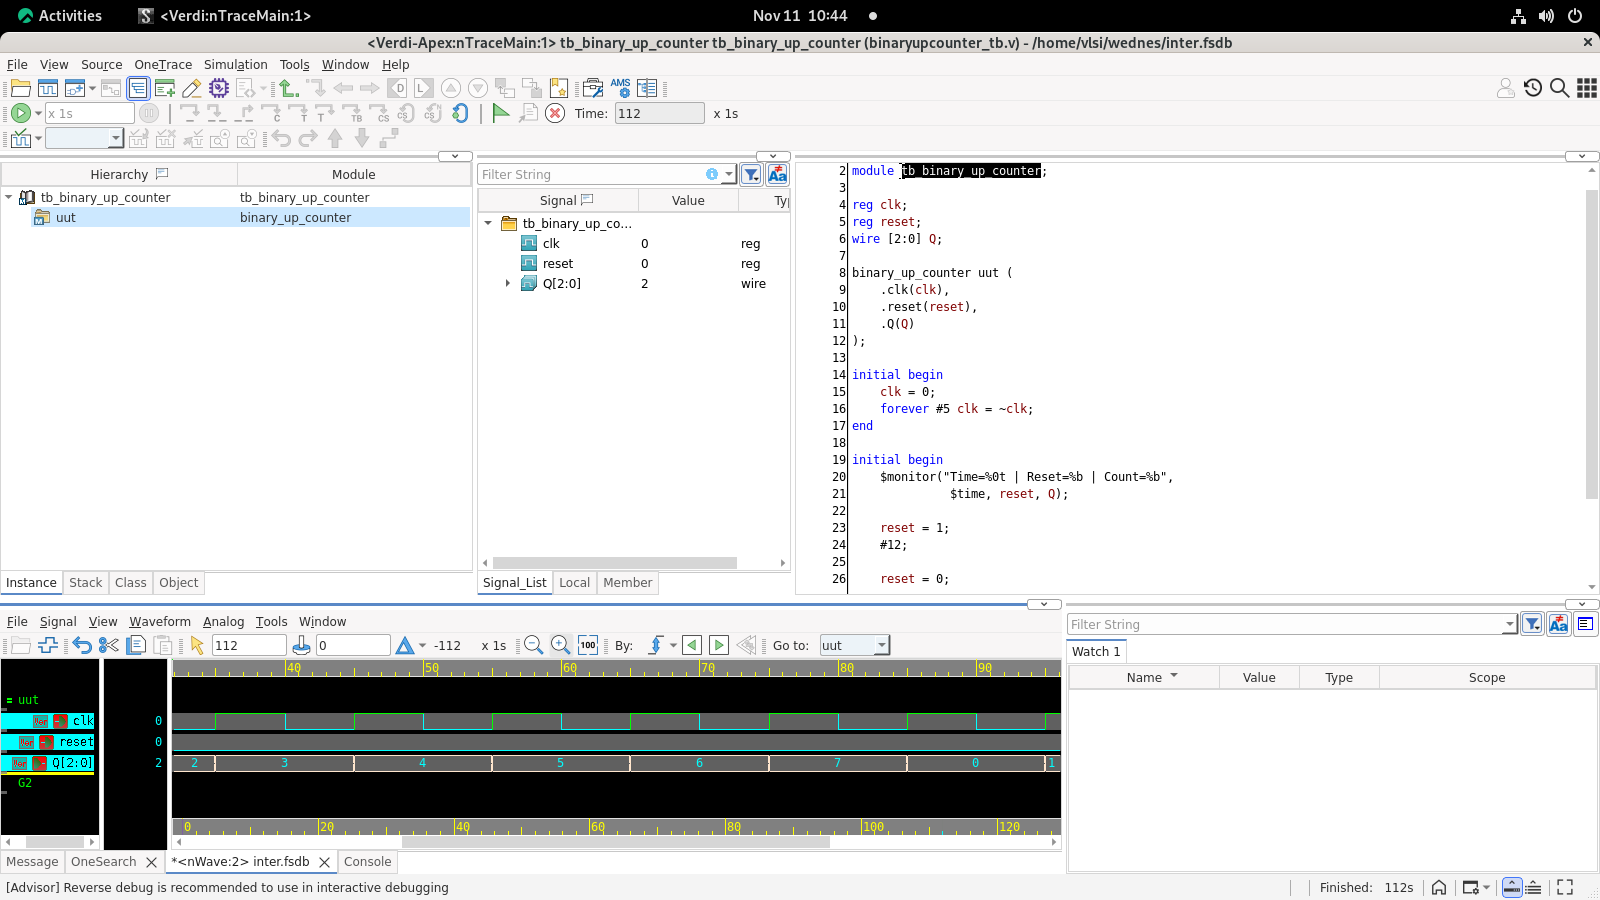 Activities <Verdi:nTraceMain:1> Nov 11 10:44
<Verdi-Apex:nTraceMain:1> tb_binary_up_counter tb_binary_up_counter (binaryupcounter_tb.v) - /home/vlsi/wednes/inter.fsdb
File View Source OneTrace Simulation Tools Window Help
AMS
x 1s C T T TB CS CS CS Time: 112 x 1s
Hierarchy Module
tb_binary_up_counter tb_binary_up_counter
uut binary_up_counter
Instance Stack Class Object
Filter String
Signal Value Ty
tb_binary_up_co...
clk 0 reg
reset 0 reg
Q[2:0] 2 wire
Signal_List Local Member
2 module tb_binary_up_counter;
3
4 reg clk;
5 reg reset;
6 wire [2:0] Q;
7
8 binary_up_counter uut (
9 .clk(clk),
10 .reset(reset),
11 .Q(Q)
12 );
13
14 initial begin
15 clk = 0;
16 forever #5 clk = ~clk;
17 end
18
19 initial begin
20 $monitor("Time=%0t | Reset=%b | Count=%b",
21 $time, reset, Q);
22
23 reset = 1;
24 #12;
25
26 reset = 0;
File Signal View Waveform Analog Tools Window
112 0 -112 x 1s 100 By: Go to: uut
40 50 60 70 80 90
= uut
clk 0
reset 0
Q[2:0] 2 2 3 4 5 6 7 0 1
G2
0 20 40 60 80 100 120
Message OneSearch *<nWave:2> inter.fsdb Console
Filter String
Watch 1
Name Value Type Scope
[Advisor] Reverse debug is recommended to use in interactive debugging
Finished: 112s